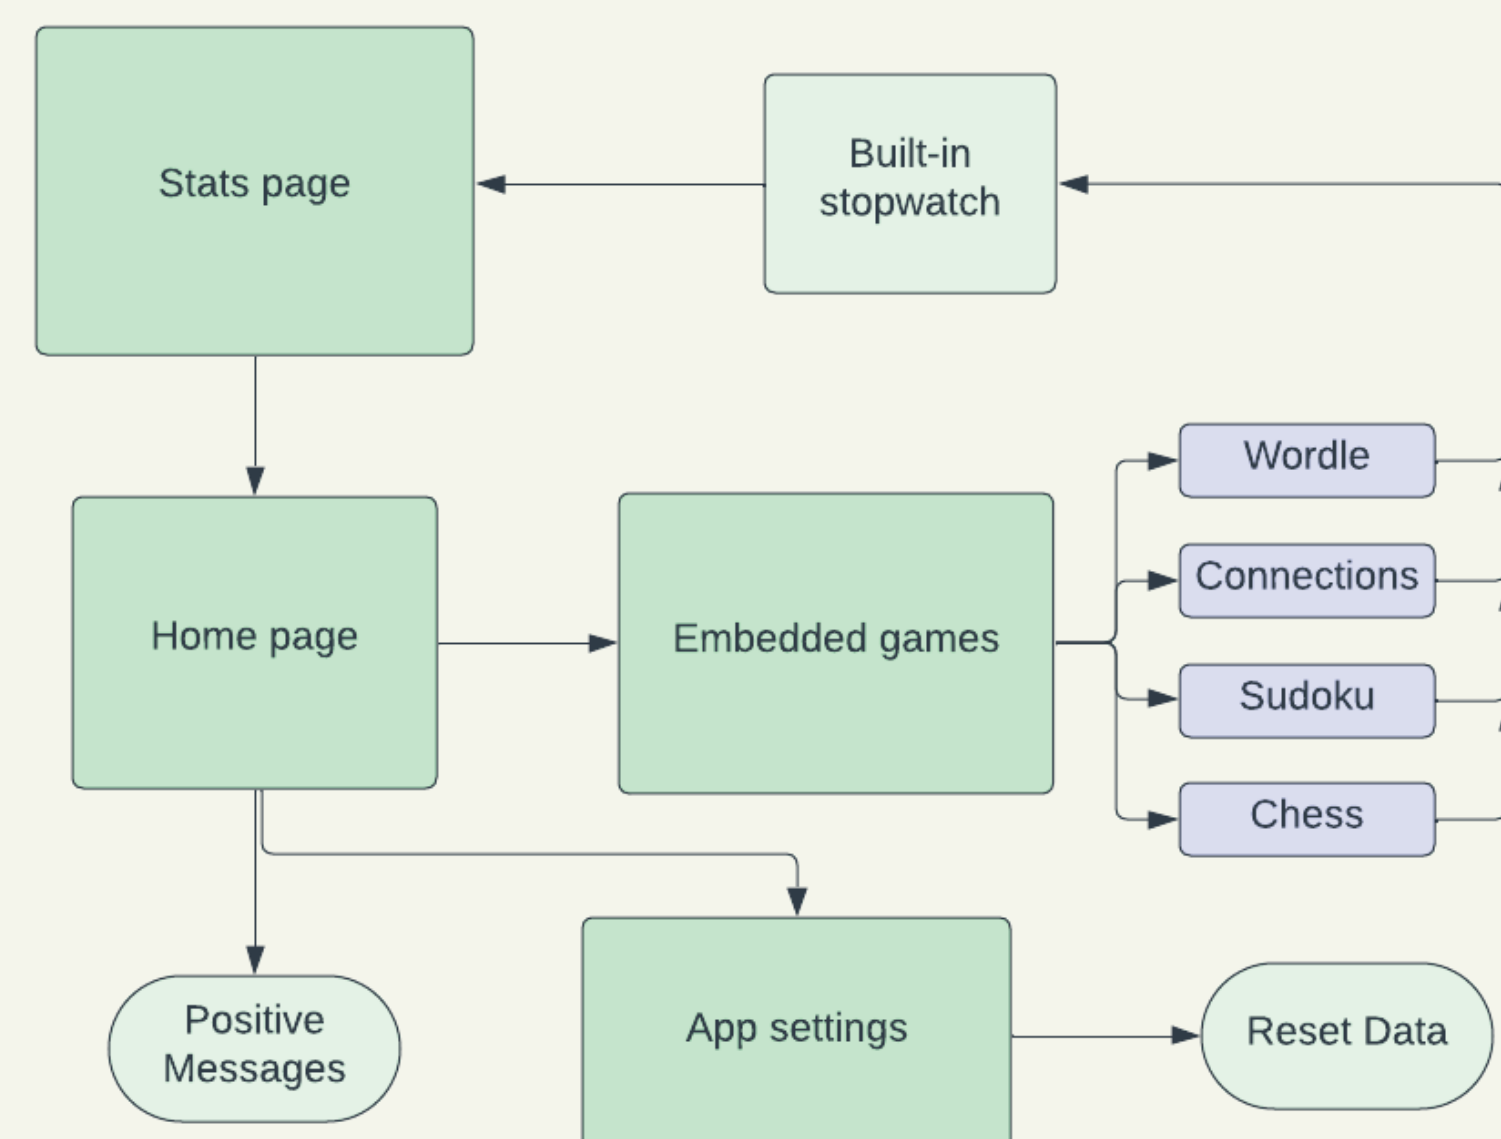 Stats page
Built-in
stopwatch
Wordle
Connections
Home page
Embedded games
Sudoku
Chess
Positive
Messages
App settings
Reset Data